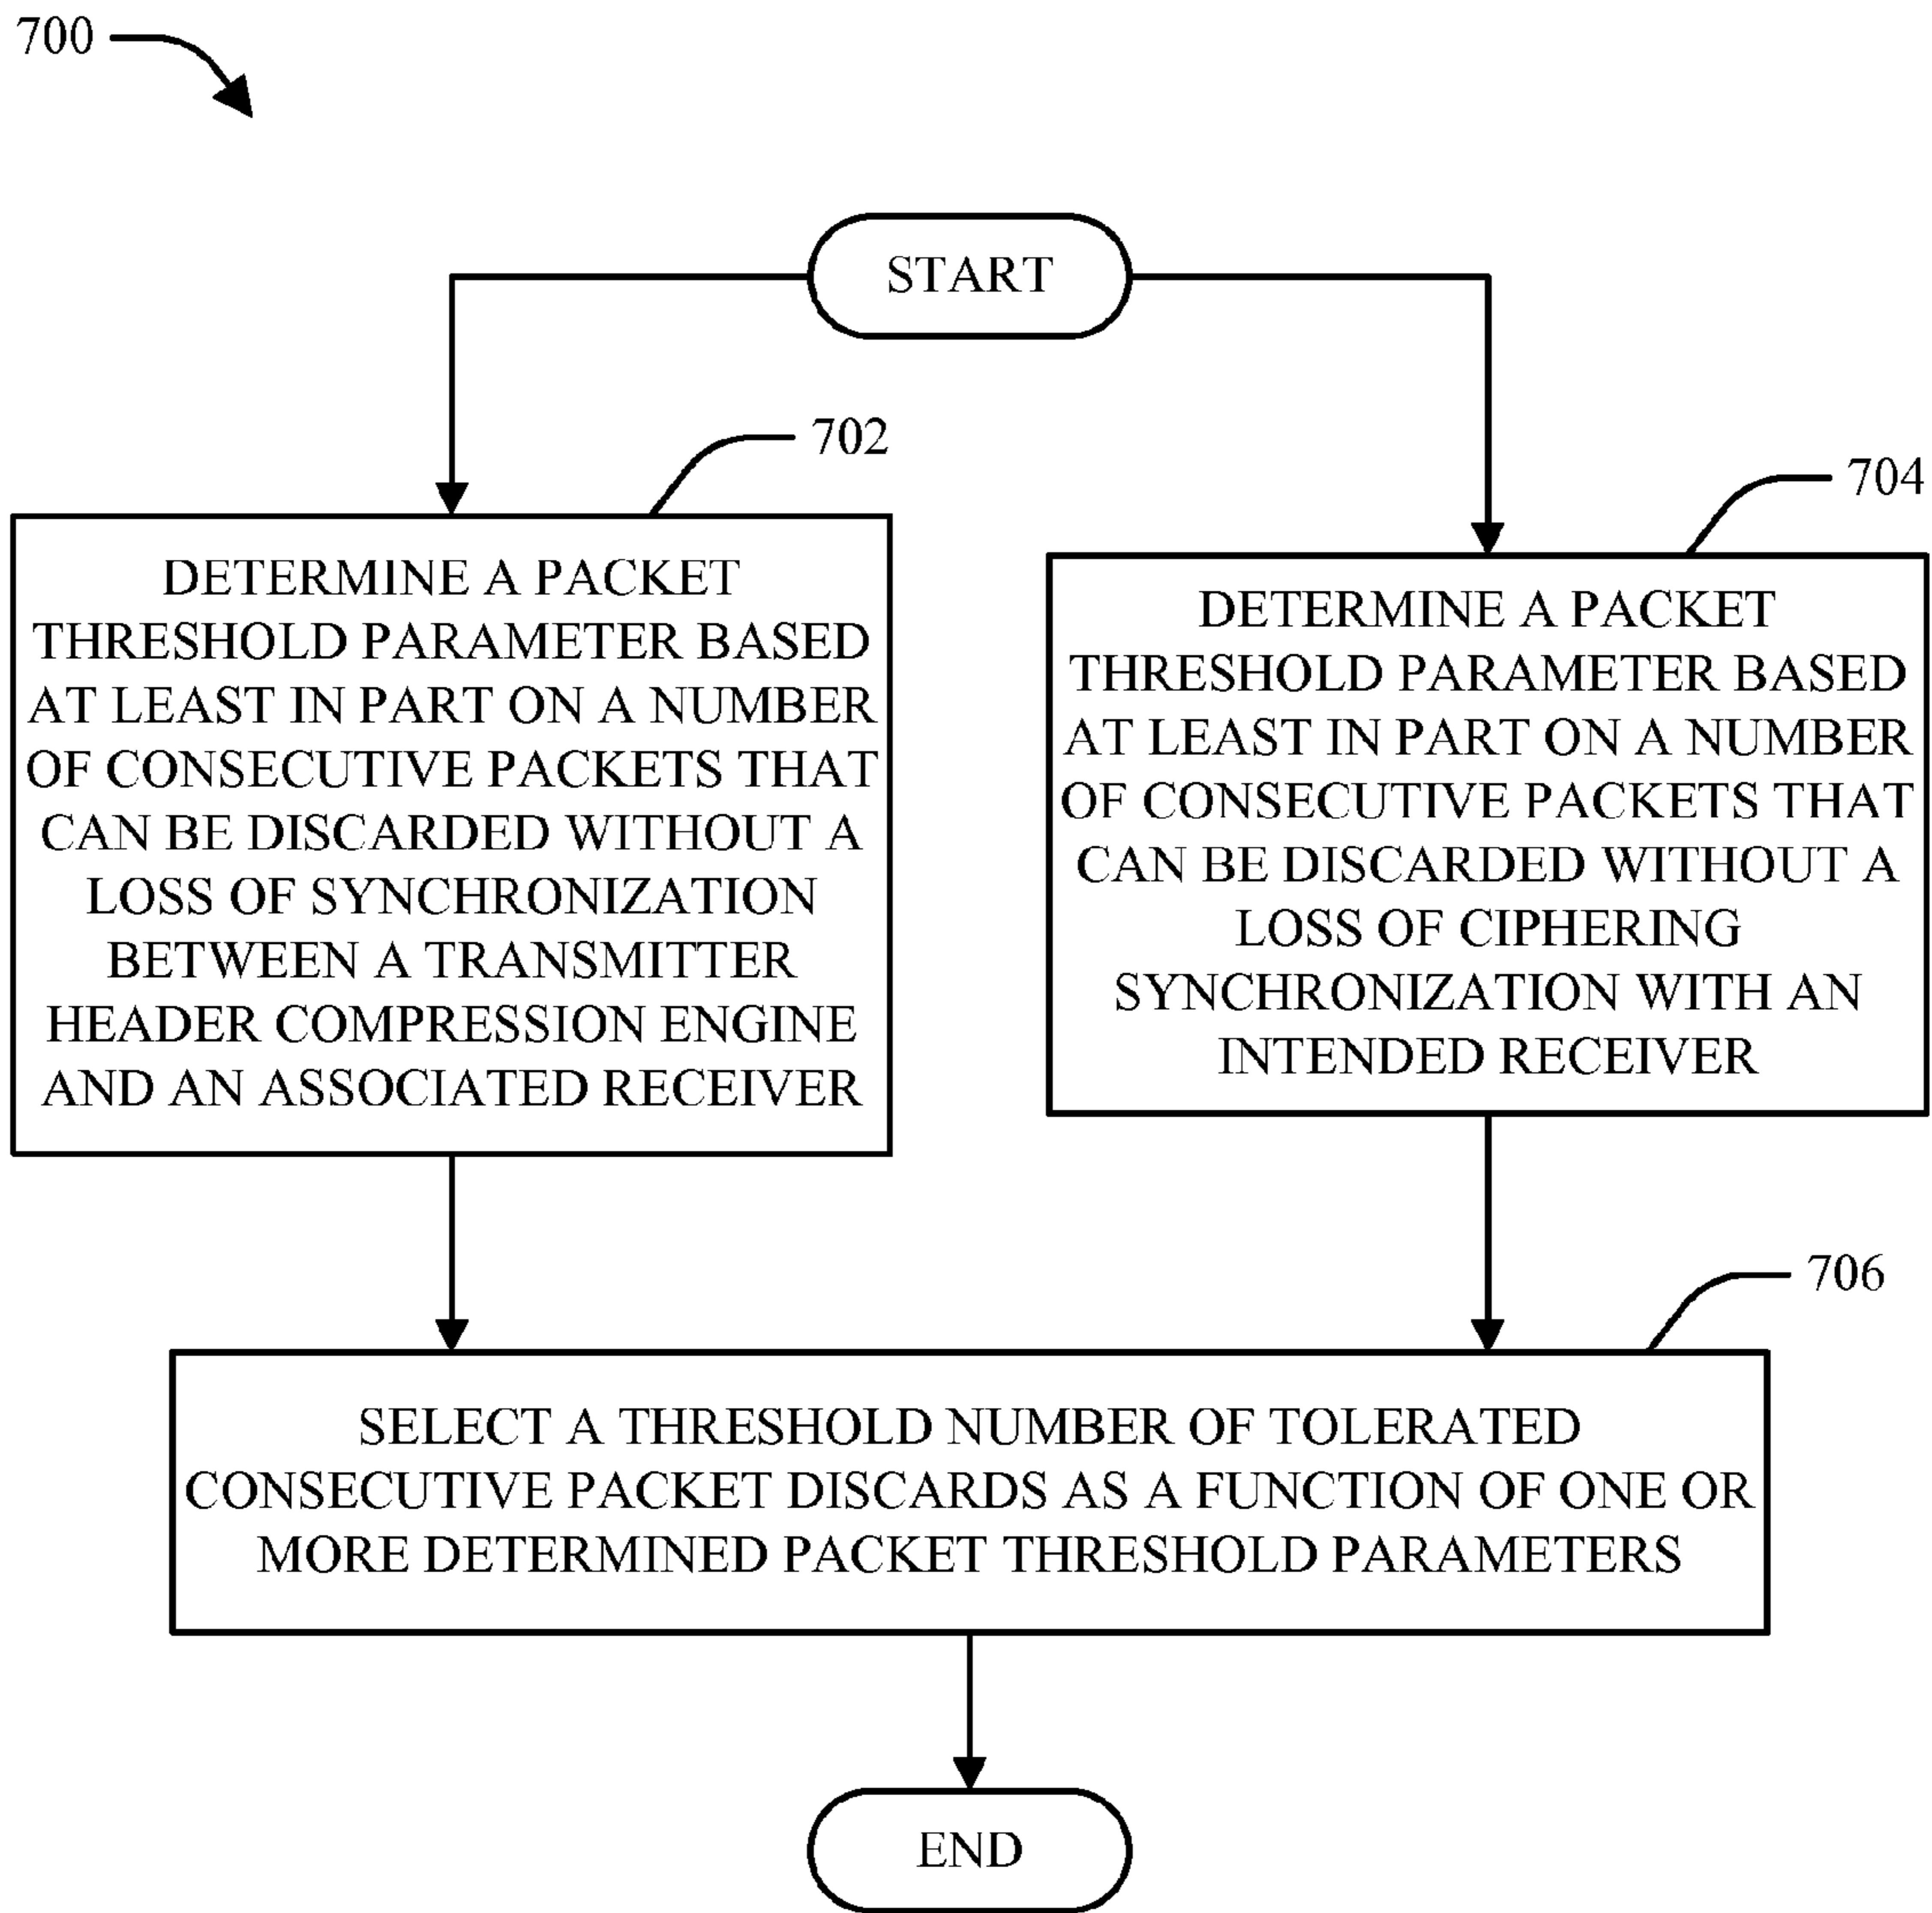 700
START
702
DETERMINE A PACKET
THRESHOLD PARAMETER BASED
AT LEAST IN PART ON A NUMBER
OF CONSECUTIVE PACKETS THAT
CAN BE DISCARDED WITHOUT A
LOSS OF SYNCHRONIZATION
BETWEEN A TRANSMITTER
HEADER COMPRESSION ENGINE
AND AN ASSOCIATED RECEIVER
704
DETERMINE A PACKET
THRESHOLD PARAMETER BASED
AT LEAST IN PART ON A NUMBER
OF CONSECUTIVE PACKETS THAT
CAN BE DISCARDED WITHOUT A
LOSS OF CIPHERING
SYNCHRONIZATION WITH AN
INTENDED RECEIVER
706
SELECT A THRESHOLD NUMBER OF TOLERATED
CONSECUTIVE PACKET DISCARDS AS A FUNCTION OF ONE OR
MORE DETERMINED PACKET THRESHOLD PARAMETERS
END